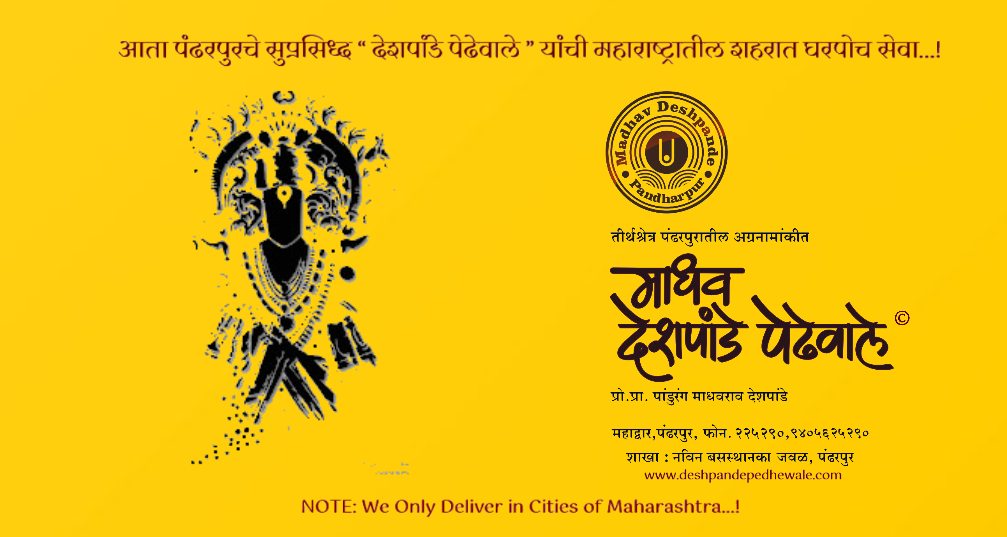 आता पंढरपुरचे सुप्रसिध्द “ देशपांडे पेढेवाले ” यांची महाराष्ट्रातील शहरात घरपोच सेवा...!
Madhav Deshpande
Pandharpur
तीर्थश्रेत्र पंढरपुरातील अग्रनामांकीत
माधव
देशपांडे पेढेवाले ©
प्रो.प्रा. पांडुरंग माधवराव देशपांडे
महाद्वार,पंढरपुर, फोन. २२५२९०,९४०५६२५२९०
शाखा : नविन बसस्थानका जवळ, पंढरपुर
www.deshpandepedhewale.com
NOTE: We Only Deliver in Cities of Maharashtra...!